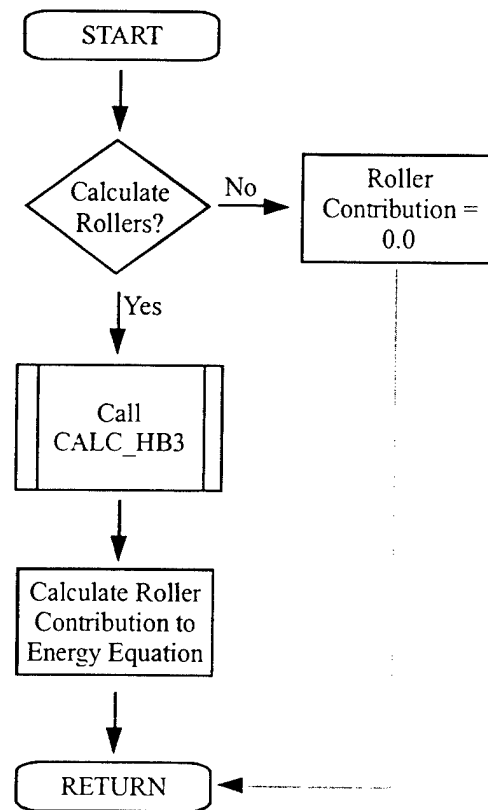 START
Calculate
Rollers?
No
Roller
Contribution =
0.0
Yes
Call
CALC_HB3
Calculate Roller
Contribution to
Energy Equation
RETURN